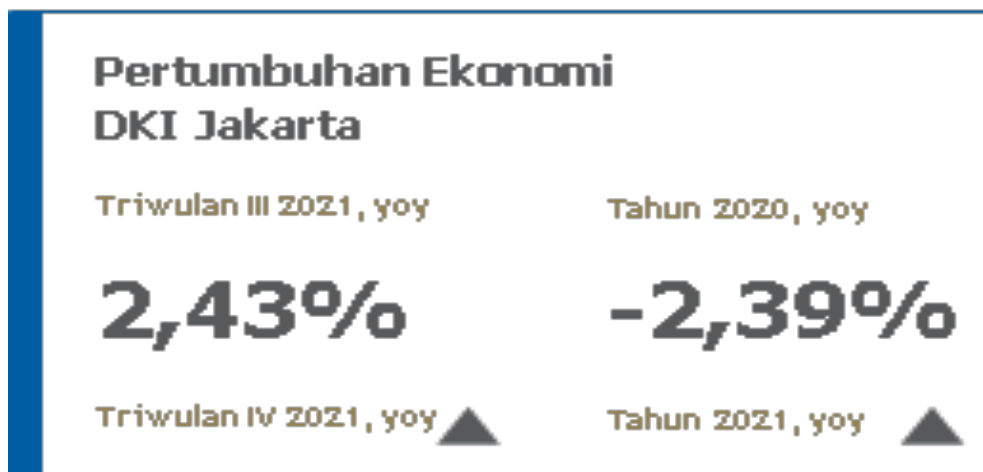 Pertumbuhan Ekonomi
DKI Jakarta
Triwulan III 2021, yoy
Tahun 2020, yoy
2,43%
-2,39%
Triwulan IV 2021, yoy
Tahun 2021, yoy